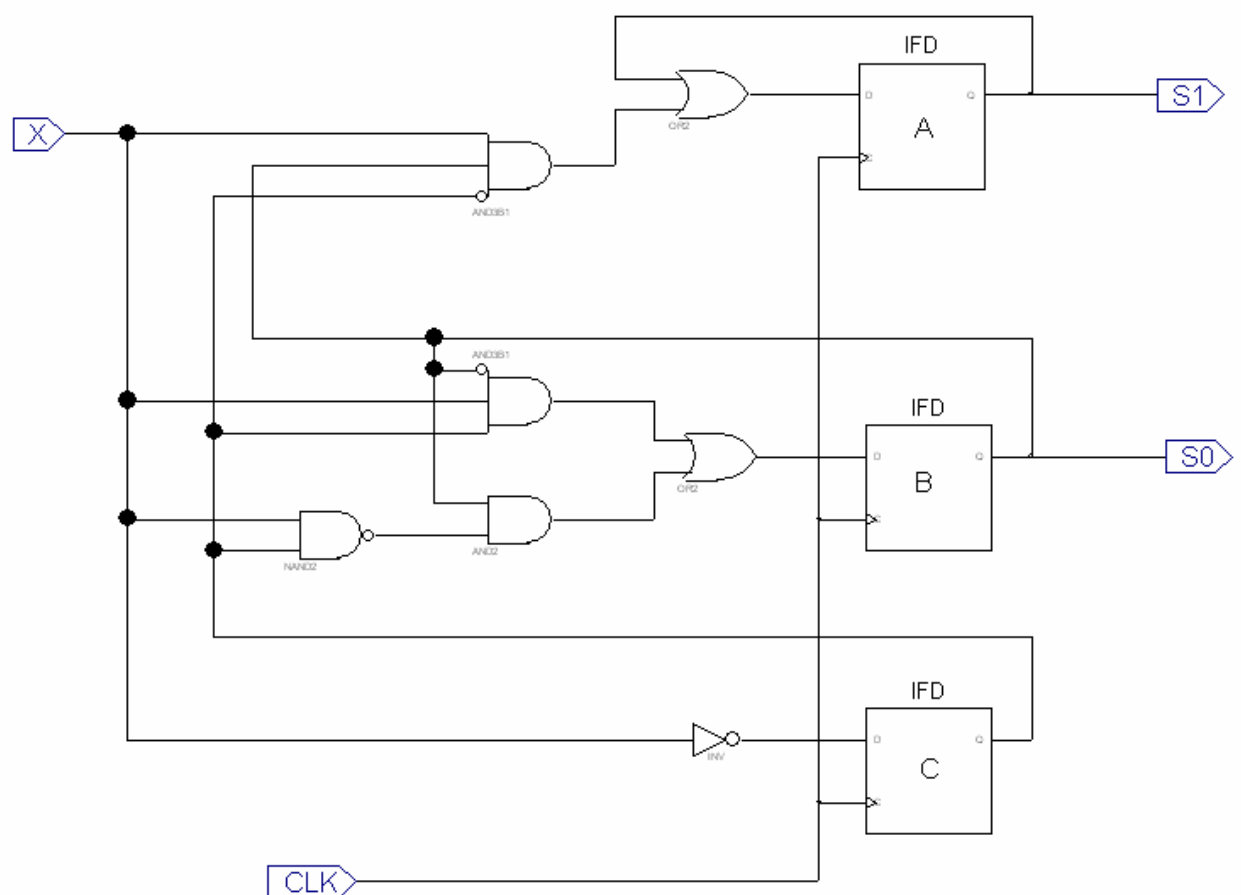 IFD
D Q
A
C
S1
OR2
X
AND3B1
AND3B1
IFD
D Q
B
C
S0
OR2
AND2
NAND2
IFD
D Q
C
C
INV
CLK